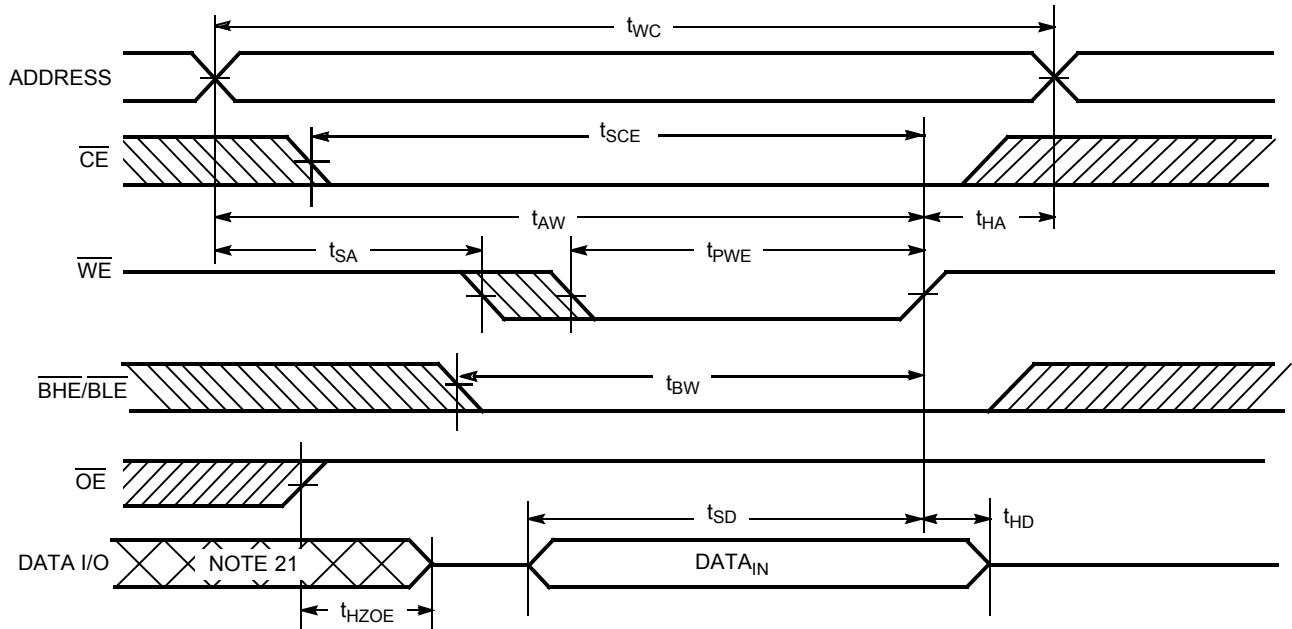 tWC
ADDRESS
tSCE
CE
tAW
tHA
tSA
tPWE
WE
BHE/BLE
tBW
OE
tSD
tHD
DATA I/O
NOTE 21
DATAIN
tHZOE